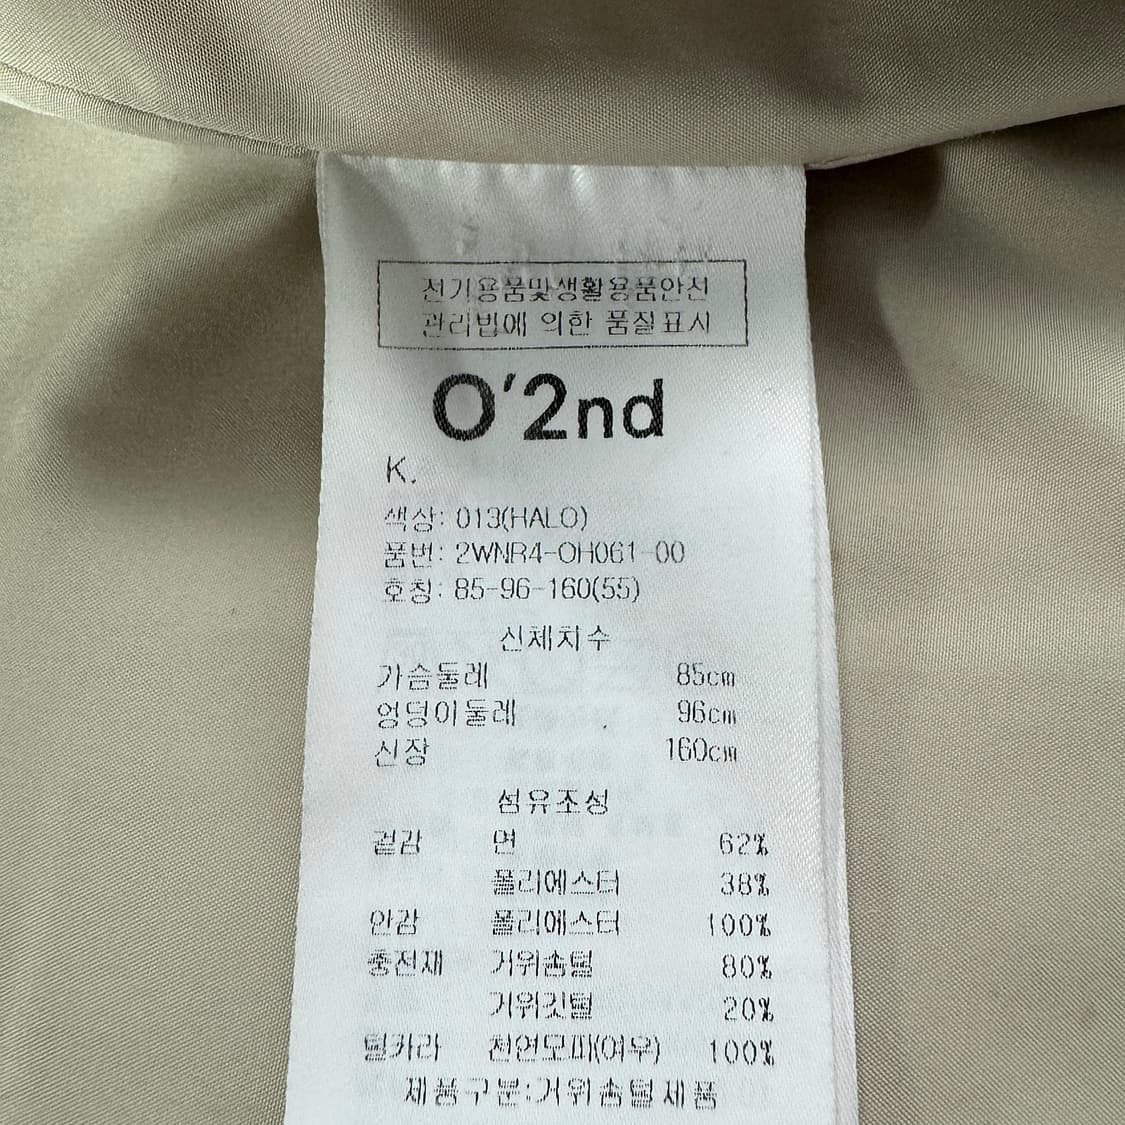 전기용품및생활용품안전
관리법에 의한 품질표시
O'2nd
K.
색상: 013(HALO)
품번: 2WNR4-OH061-00
호칭: 85-96-160(55)
신체치수
가슴둘레 85cm
엉덩이둘레 96cm
신장 160cm
섬유조성
겉감 면 62%
폴리에스터 38%
안감 폴리에스터 100%
충전재 거위솜털 80%
거위깃털 20%
털카라 천연모피(여우) 100%
제품구분:거위솜털제품